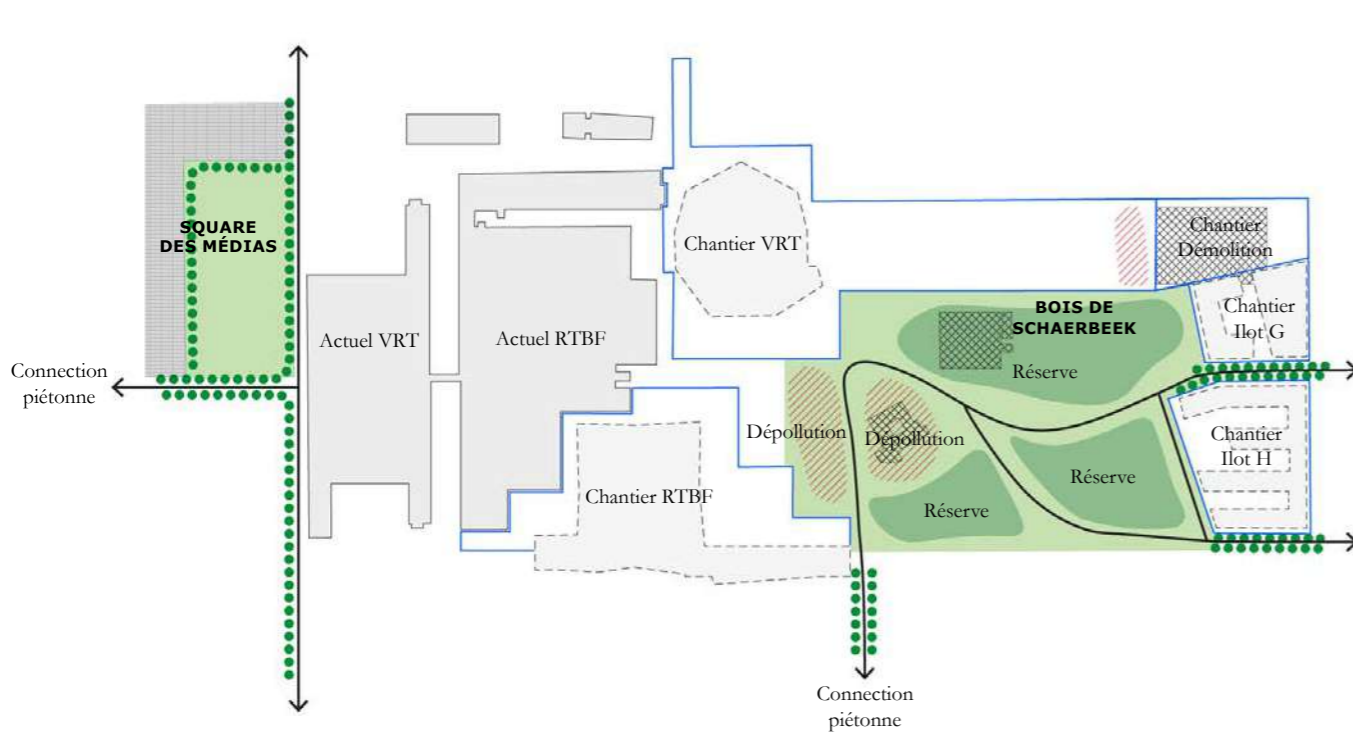 SQUARE
DES MÉDIAS
Connection
piétonne
Actuel VRT
Actuel RTBF
Chantier VRT
Chantier RTBF
Chantier
Démolition
BOIS DE
SCHAERBEEK
Chantier
Ilot G
Réserve
Dépollution
Dépollution
Réserve
Réserve
Chantier
Ilot H
Connection
piétonne